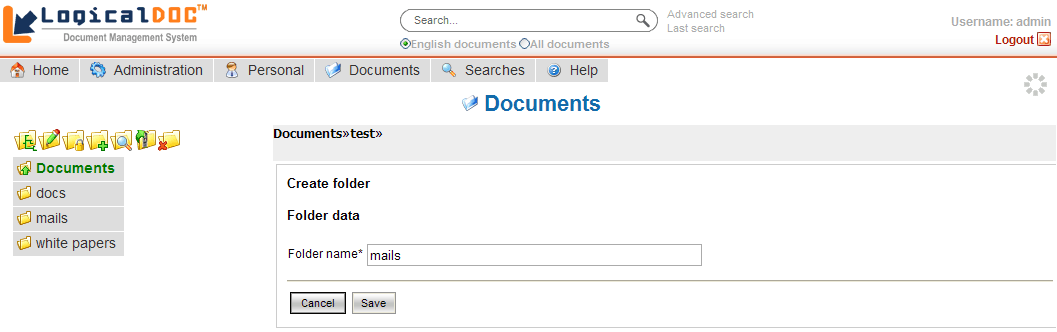 LogicalDOC™
Document Management System
Search...
Advanced search
Last search
English documents All documents
Username: admin
Logout
Home Administration Personal Documents Searches Help
Documents
Documents»test»
Documents
docs
mails
white papers
Create folder
Folder data
Folder name* mails
Cancel Save